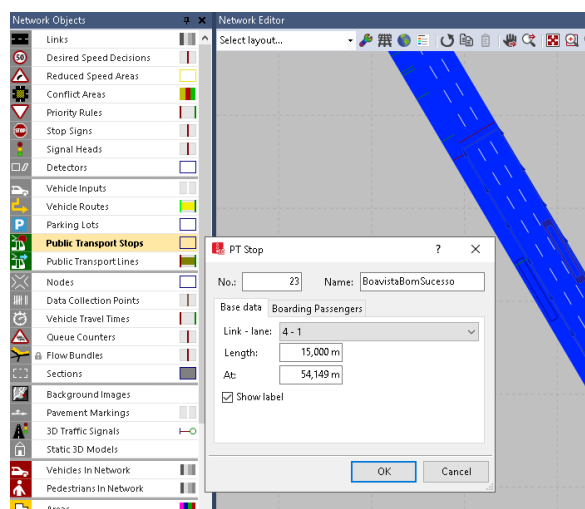 Network Objects
Network Editor
Select layout...
Links
Desired Speed Decisions
Reduced Speed Areas
Conflict Areas
Priority Rules
Stop Signs
Signal Heads
Detectors
Vehicle Inputs
Vehicle Routes
Parking Lots
Public Transport Stops
Public Transport Lines
Nodes
Data Collection Points
Vehicle Travel Times
Queue Counters
Flow Bundles
Sections
Background Images
Pavement Markings
3D Traffic Signals
Static 3D Models
Vehicles In Network
Pedestrians In Network
Areas
PT Stop
No.: 23 Name: BoavistaBomSucesso
Base data Boarding Passengers
Link - lane: 4 - 1
Length: 15,000 m
At: 54,149 m
Show label
OK Cancel